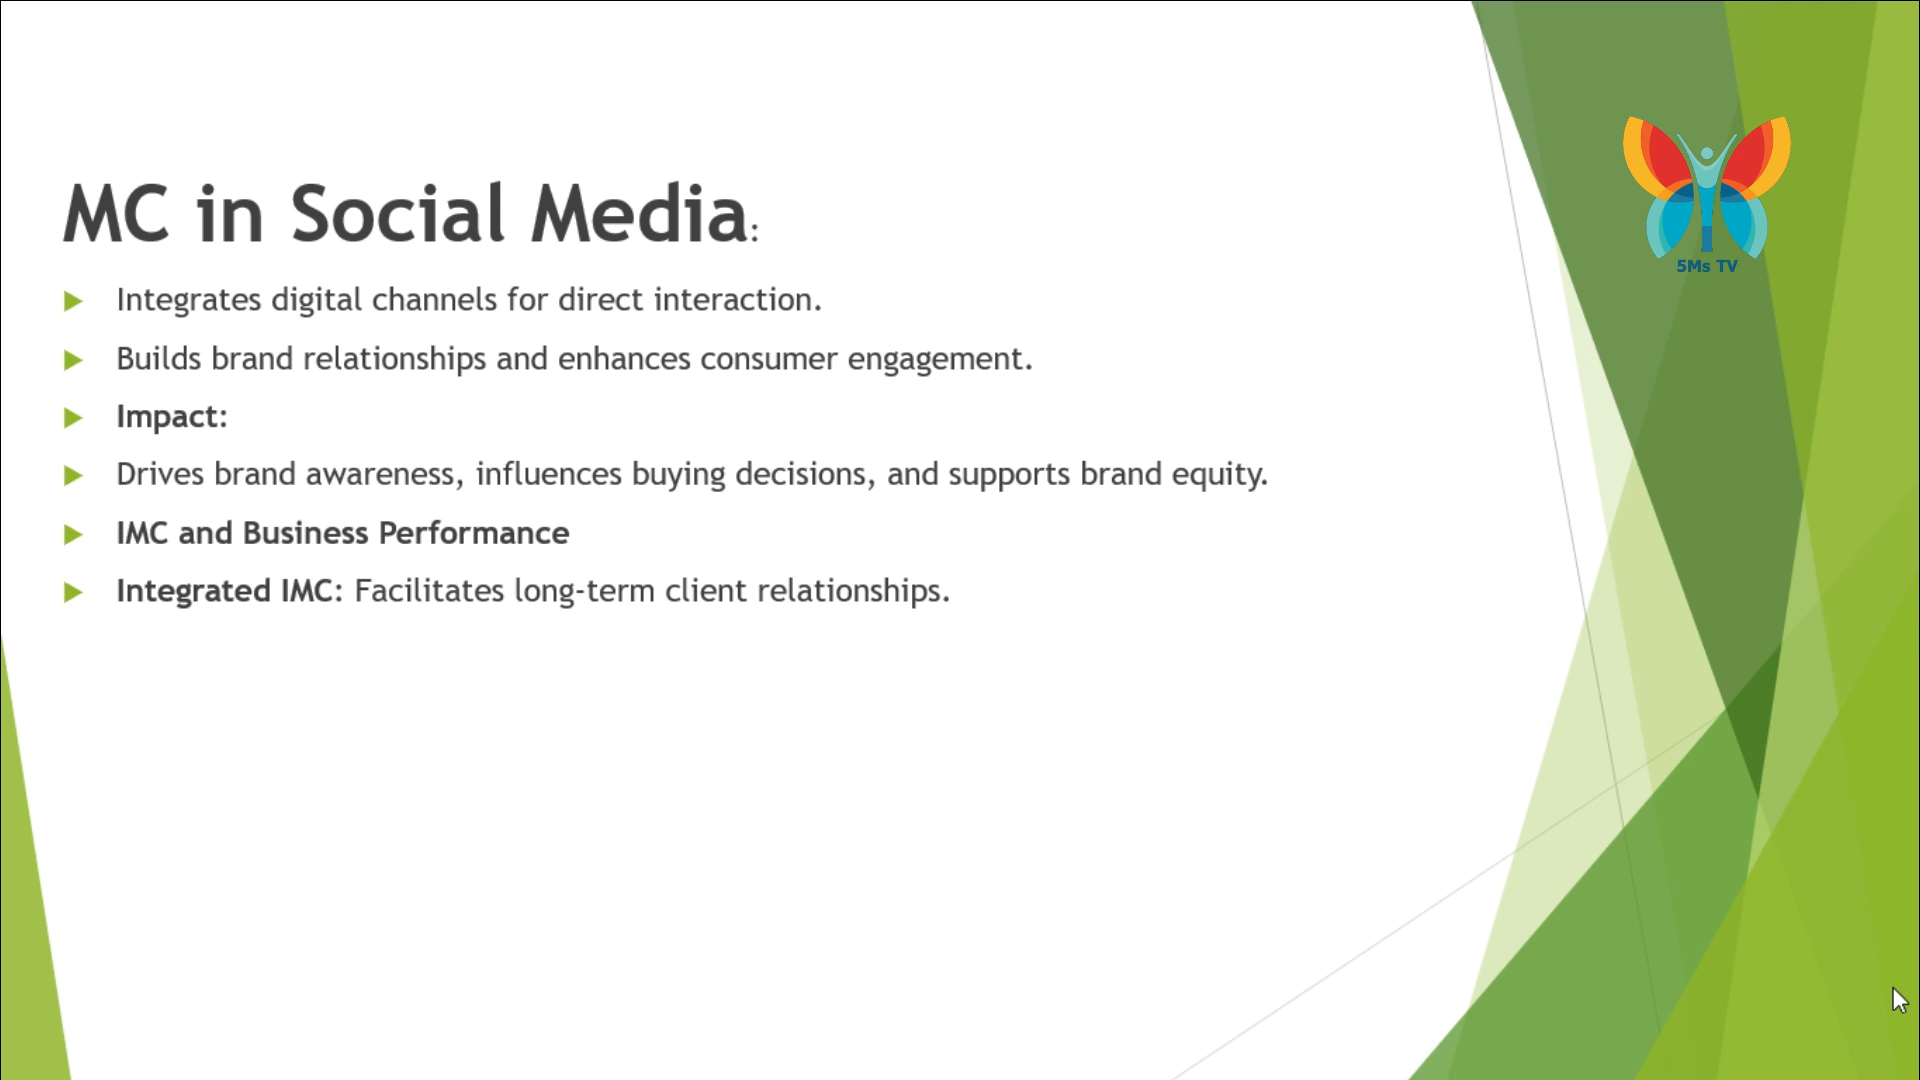 MC in Social Media:
Integrates digital channels for direct interaction.
Builds brand relationships and enhances consumer engagement.
Impact:
Drives brand awareness, influences buying decisions, and supports brand equity.
IMC and Business Performance
Integrated IMC: Facilitates long-term client relationships.
5Ms TV